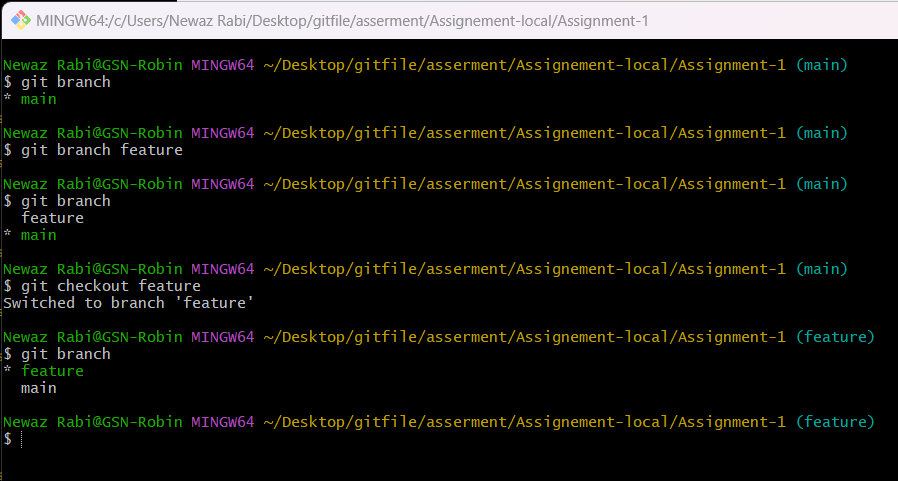 MINGW64:/c/Users/Newaz Rabi/Desktop/gitfile/asserment/Assignement-local/Assignment-1
Newaz Rabi@GSN-Robin MINGW64 ~/Desktop/gitfile/asserment/Assignement-local/Assignment-1 (main)
$ git branch
* main
Newaz Rabi@GSN-Robin MINGW64 ~/Desktop/gitfile/asserment/Assignement-local/Assignment-1 (main)
$ git branch feature
Newaz Rabi@GSN-Robin MINGW64 ~/Desktop/gitfile/asserment/Assignement-local/Assignment-1 (main)
$ git branch
  feature
* main
Newaz Rabi@GSN-Robin MINGW64 ~/Desktop/gitfile/asserment/Assignement-local/Assignment-1 (main)
$ git checkout feature
Switched to branch 'feature'
Newaz Rabi@GSN-Robin MINGW64 ~/Desktop/gitfile/asserment/Assignement-local/Assignment-1 (feature)
$ git branch
* feature
  main
Newaz Rabi@GSN-Robin MINGW64 ~/Desktop/gitfile/asserment/Assignement-local/Assignment-1 (feature)
$